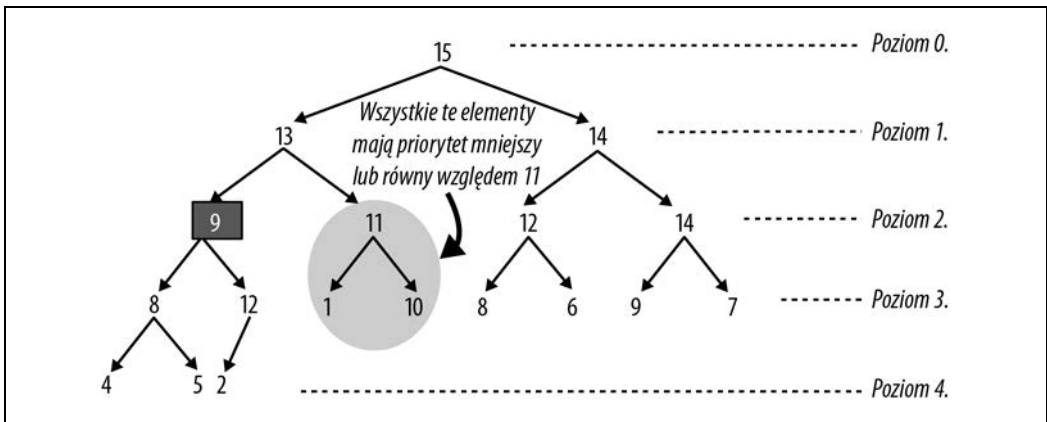 15
Poziom 0.
Wszystkie te elementy
mają priorytet mniejszy
lub równy względem 11
13
14
Poziom 1.
9
11
12
14
Poziom 2.
8
12
1
10
8
6
9
7
Poziom 3.
4
5
2
Poziom 4.